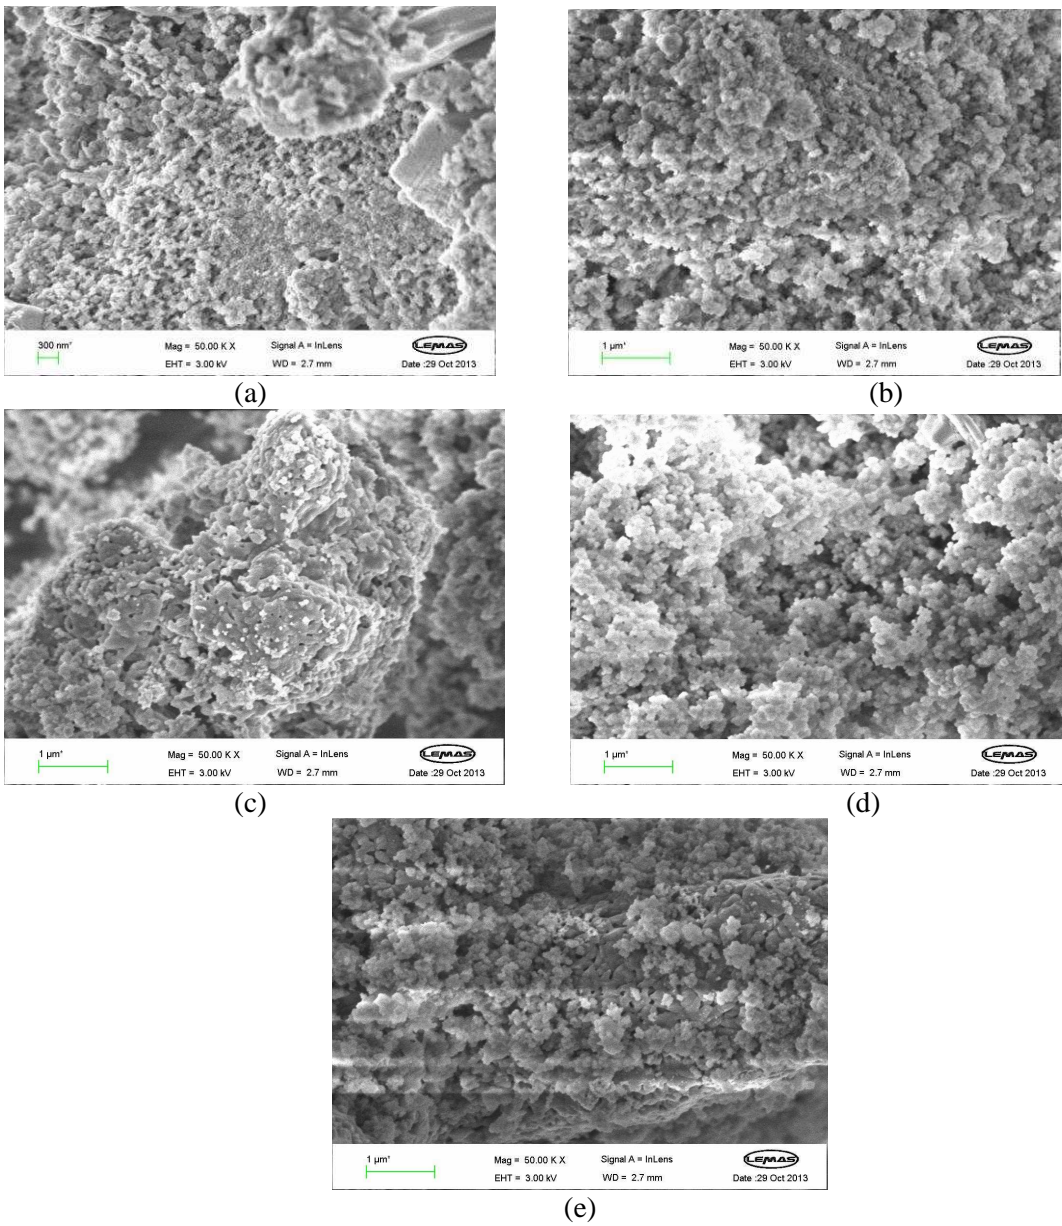 300 nm* Mag = 50.00 K X Signal A = InLens LEMAS
EHT = 3.00 kV WD = 2.7 mm Date :29 Oct 2013
(a)
1 µm* Mag = 50.00 K X Signal A = InLens LEMAS
EHT = 3.00 kV WD = 2.7 mm Date :29 Oct 2013
(b)
1 µm* Mag = 50.00 K X Signal A = InLens LEMAS
EHT = 3.00 kV WD = 2.7 mm Date :29 Oct 2013
(c)
1 µm* Mag = 50.00 K X Signal A = InLens LEMAS
EHT = 3.00 kV WD = 2.7 mm Date :29 Oct 2013
(d)
1 µm* Mag = 50.00 K X Signal A = InLens LEMAS
EHT = 3.00 kV WD = 2.7 mm Date :29 Oct 2013
(e)